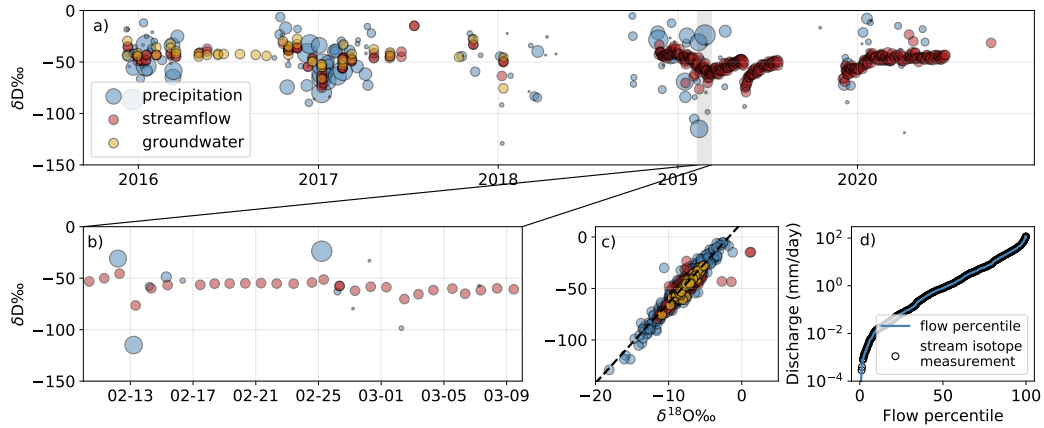 a)
0
−50
−100
−150
δD‰
precipitation
streamflow
groundwater
2016
2017
2018
2019
2020
b)
0
−50
−100
−150
δD‰
02-13
02-17
02-21
02-25
03-01
03-05
03-09
c)
0
−50
−100
−20
−10
0
δ¹⁸O‰
d)
10²
10⁰
10⁻²
10⁻⁴
Discharge (mm/day)
flow percentile
stream isotope
measurement
0
50
100
Flow percentile